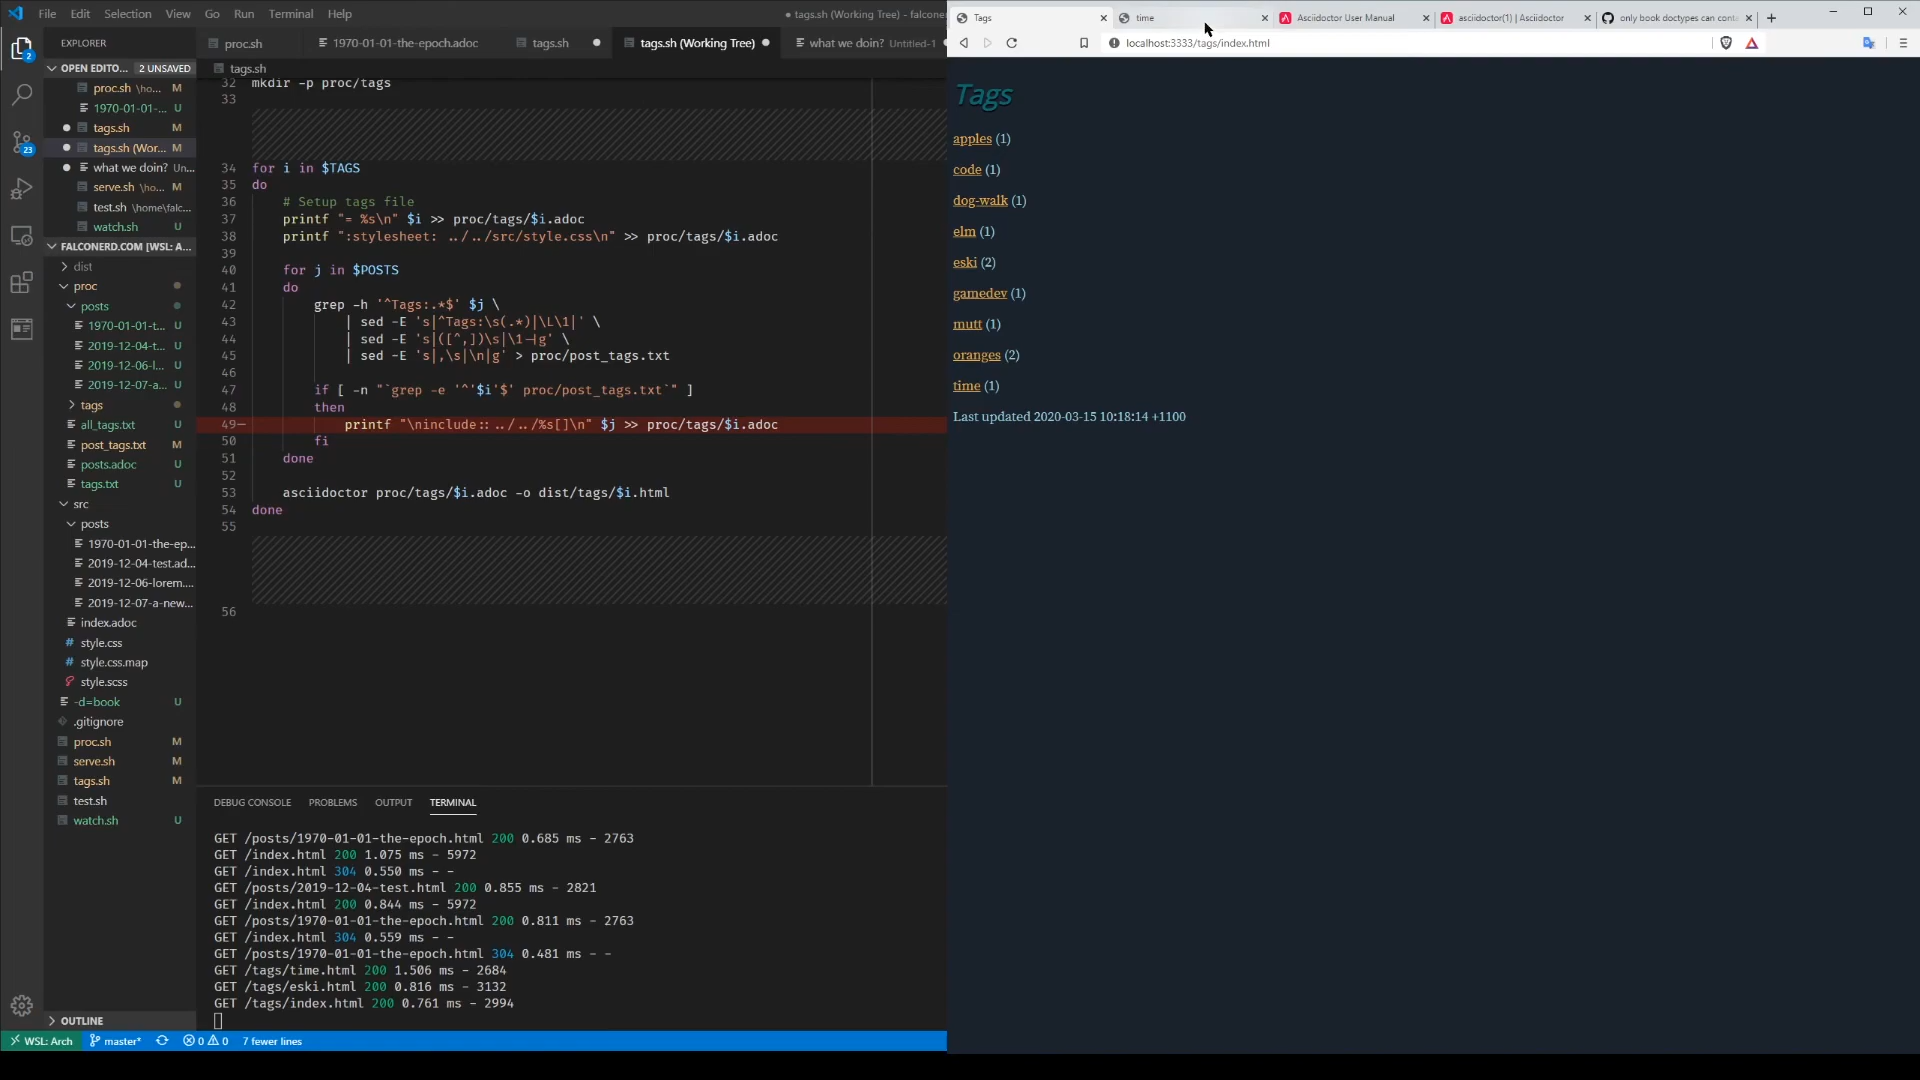 File Edit Selection View Go Run Terminal Help
● tags.sh (Working Tree) - falcone
EXPLORER
OPEN EDITO... 2 UNSAVED
proc.sh \ho... M
1970-01-01-... U
tags.sh M
tags.sh (Wor... M
what we doin? Un...
serve.sh \ho... M
test.sh \home\falc...
watch.sh U
FALCONERD.COM [WSL: A...
dist
proc
posts
1970-01-01-t... U
2019-12-04-t... U
2019-12-06-l... U
2019-12-07-a... U
tags
all_tags.txt U
post_tags.txt U
posts.adoc U
tags.txt U
src
posts
1970-01-01-the-ep...
2019-12-04-test.ad...
2019-12-06-lorem....
2019-12-07-a-new...
index.adoc
# style.css
style.css.map
style.scss
-d=book U
.gitignore
proc.sh M
serve.sh M
tags.sh M
test.sh
watch.sh U
OUTLINE
2
23
proc.sh 1970-01-01-the-epoch.adoc tags.sh ● tags.sh (Working Tree) ● what we doin? Untitled-1
tags.sh
32 mkdir -p proc/tags
33
34 for i in $TAGS
35 do
36 # Setup tags file
37 printf "= %s\n" $i >> proc/tags/$i.adoc
38 printf ":stylesheet: ../../src/style.css\n" >> proc/tags/$i.adoc
39
40 for j in $POSTS
41 do
42 grep -h '^Tags:.*$' $j \
43 | sed -E 's|^Tags:\s(.*)|\L\1|' \
44 | sed -E 's|([^,])\s|\1-|g' \
45 | sed -E 's|,\s|\n|g' > proc/post_tags.txt
46
47 if [ -n "`grep -e '^'$i'$' proc/post_tags.txt`" ]
48 then
49- printf "\ninclude::../../%s[]\n" $j >> proc/tags/$i.adoc
50 fi
51 done
52
53 asciidoctor proc/tags/$i.adoc -o dist/tags/$i.html
54 done
55
56
DEBUG CONSOLE PROBLEMS OUTPUT TERMINAL
GET /posts/1970-01-01-the-epoch.html 200 0.685 ms - 2763
GET /index.html 200 1.075 ms - 5972
GET /index.html 304 0.550 ms - -
GET /posts/2019-12-04-test.html 200 0.855 ms - 2821
GET /index.html 200 0.844 ms - 5972
GET /posts/1970-01-01-the-epoch.html 200 0.811 ms - 2763
GET /index.html 304 0.559 ms - -
GET /posts/1970-01-01-the-epoch.html 304 0.481 ms - -
GET /tags/time.html 200 1.506 ms - 2684
GET /tags/eski.html 200 0.816 ms - 3132
GET /tags/index.html 200 0.761 ms - 2994
WSL: Arch master* 0 0 7 fewer lines
Tags time Asciidoctor User Manual asciidoctor(1) | Asciidoctor only book doctypes can conta
localhost:3333/tags/index.html
Tags
apples (1)
code (1)
dog-walk (1)
elm (1)
eski (2)
gamedev (1)
mutt (1)
oranges (2)
time (1)
Last updated 2020-03-15 10:18:14 +1100